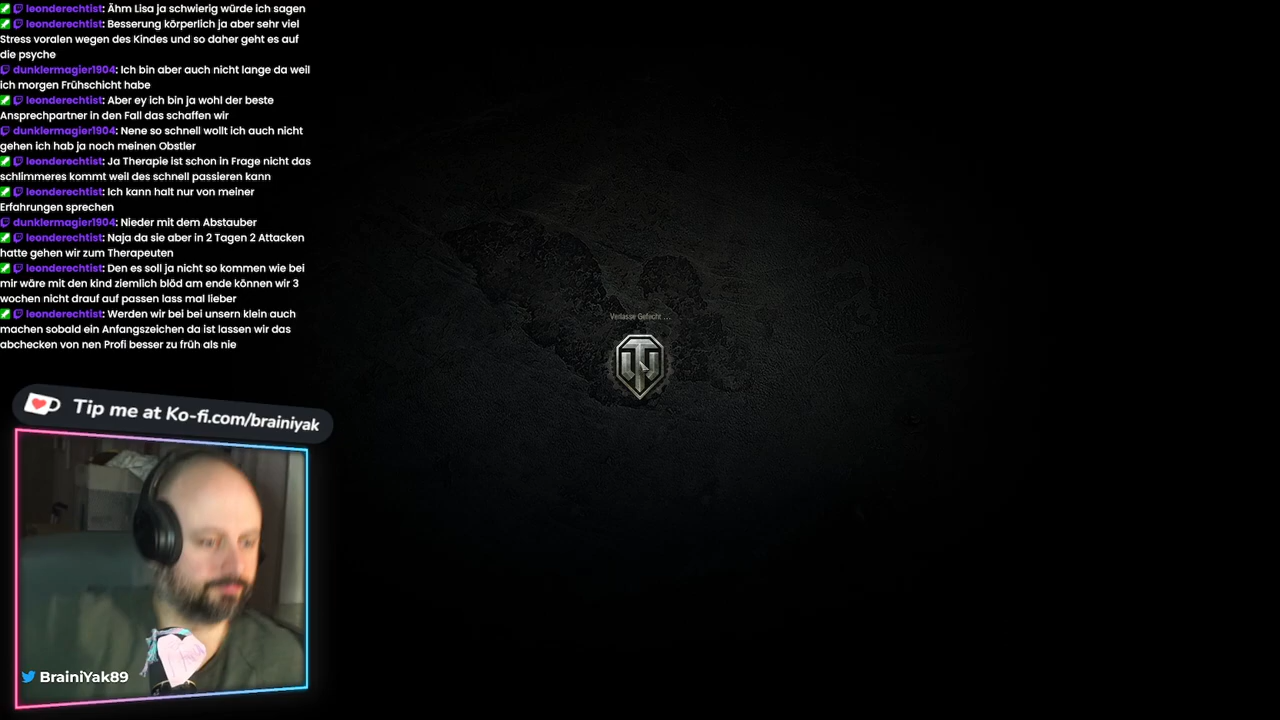 leonderechtist: Ähm Lisa ja schwierig würde ich sagen
leonderechtist: Besserung körperlich ja aber sehr viel
Stress voralen wegen des Kindes und so daher geht es auf
die psyche
dunklermagier1904: Ich bin aber auch nicht lange da weil
ich morgen Frühschicht habe
leonderechtist: Aber ey ich bin ja wohl der beste
Ansprechpartner in den Fall das schaffen wir
dunklermagier1904: Nene so schnell wollt ich auch nicht
gehen ich hab ja noch meinen Obstler
leonderechtist: Ja Therapie ist schon in Frage nicht das
schlimmeres kommt weil des schnell passieren kann
leonderechtist: Ich kann halt nur von meiner
Erfahrungen sprechen
dunklermagier1904: Nieder mit dem Abstauber
leonderechtist: Naja da sie aber in 2 Tagen 2 Attacken
hatte gehen wir zum Therapeuten
leonderechtist: Den es soll ja nicht so kommen wie bei
mir wäre mit den kind ziemlich blöd am ende können wir 3
wochen nicht drauf auf passen lass mal lieber
leonderechtist: Werden wir bei bei unsern klein auch
machen sobald ein Anfangszeichen da ist lassen wir das
abchecken von nen Profi besser zu früh als nie
Verlasse Gefecht ...
Tip me at Ko-fi.com/brainiyak
BrainiYak89